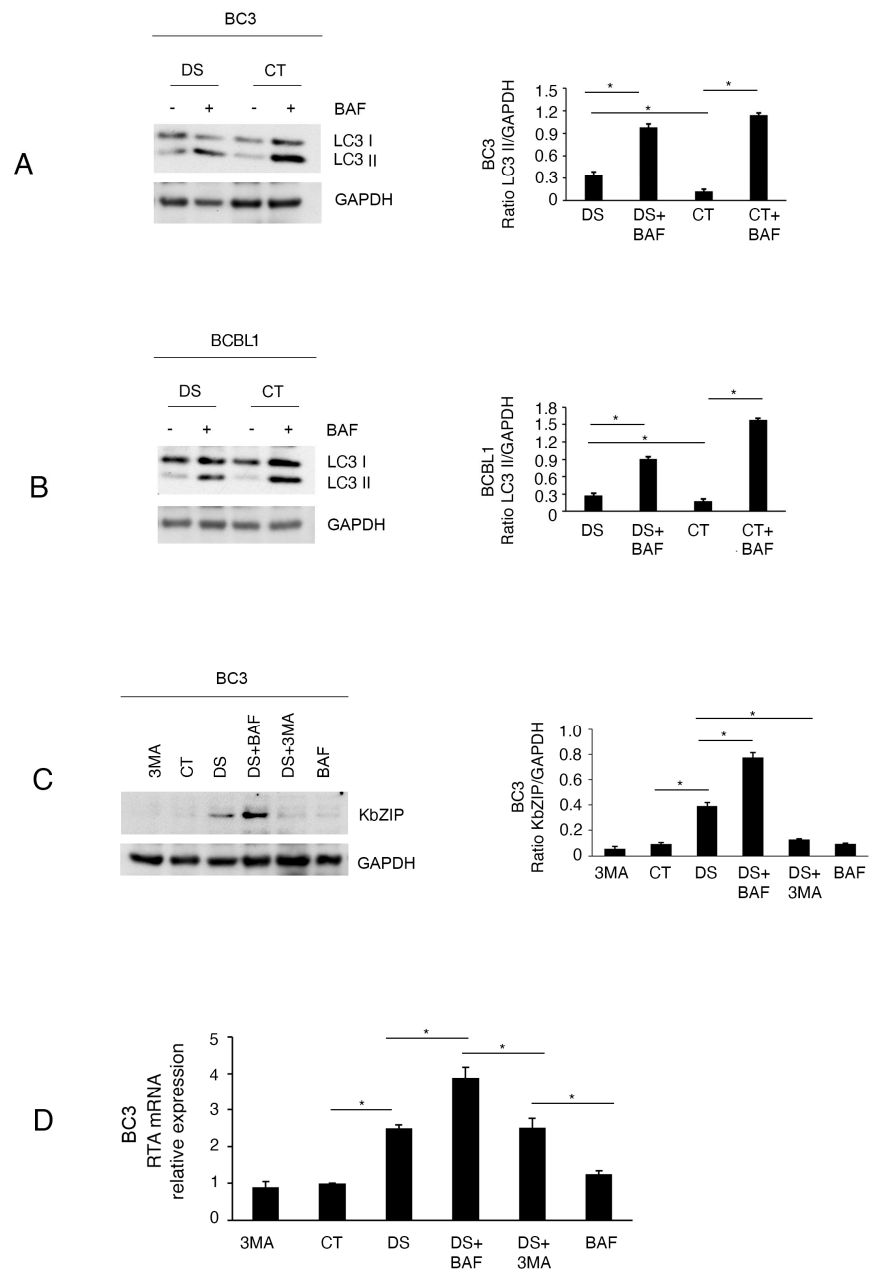 BC3
DS CT
- + - + BAF
A
LC3 I
LC3 II
GAPDH
BC3
Ratio LC3 II/GAPDH
1.5
1.2
0.9
0.6
0.3
0
* * *
DS DS+ CT CT+
BAF BAF
BCBL1
DS CT
- + - + BAF
B
LC3 I
LC3 II
GAPDH
BCBL1
Ratio LC3 II/GAPDH
1.8
1.5
1.2
0.9
0.6
0.3
0
* * *
DS DS+ CT CT+
BAF BAF
BC3
3MA CT DS DS+BAF DS+3MA BAF
C
KbZIP
GAPDH
BC3
Ratio KbZIP/GAPDH
1.0
0.8
0.6
0.4
0.2
0
* * *
3MA CT DS DS+ DS+ BAF
BAF 3MA
D
BC3
RTA mRNA
relative expression
5
4
3
2
1
0
* * * *
3MA CT DS DS+ DS+ BAF
BAF 3MA